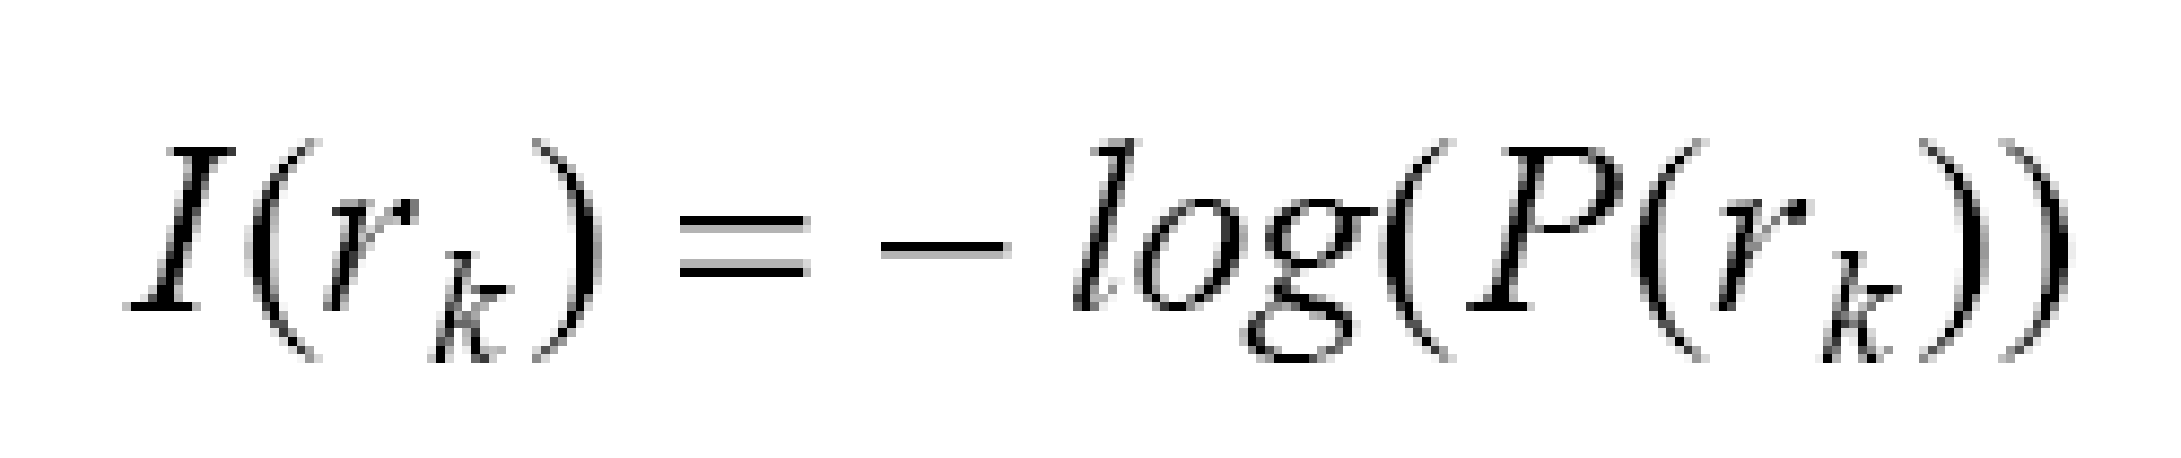 I(r_k) = − log(P(r_k))